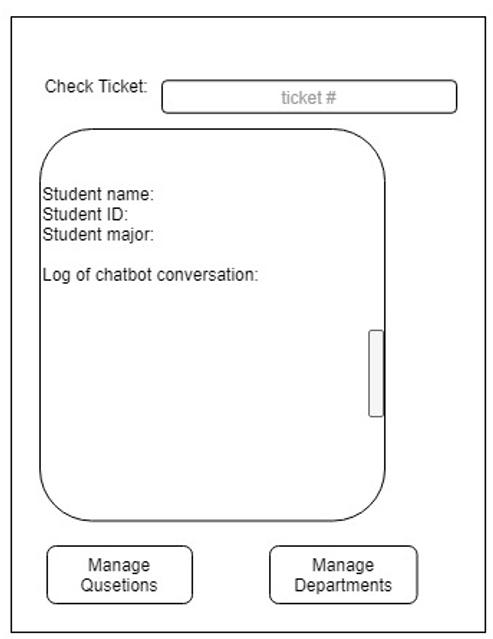 Check Ticket:
ticket #
Student name:
Student ID:
Student major:
Log of chatbot conversation:
Manage
Qusetions
Manage
Departments